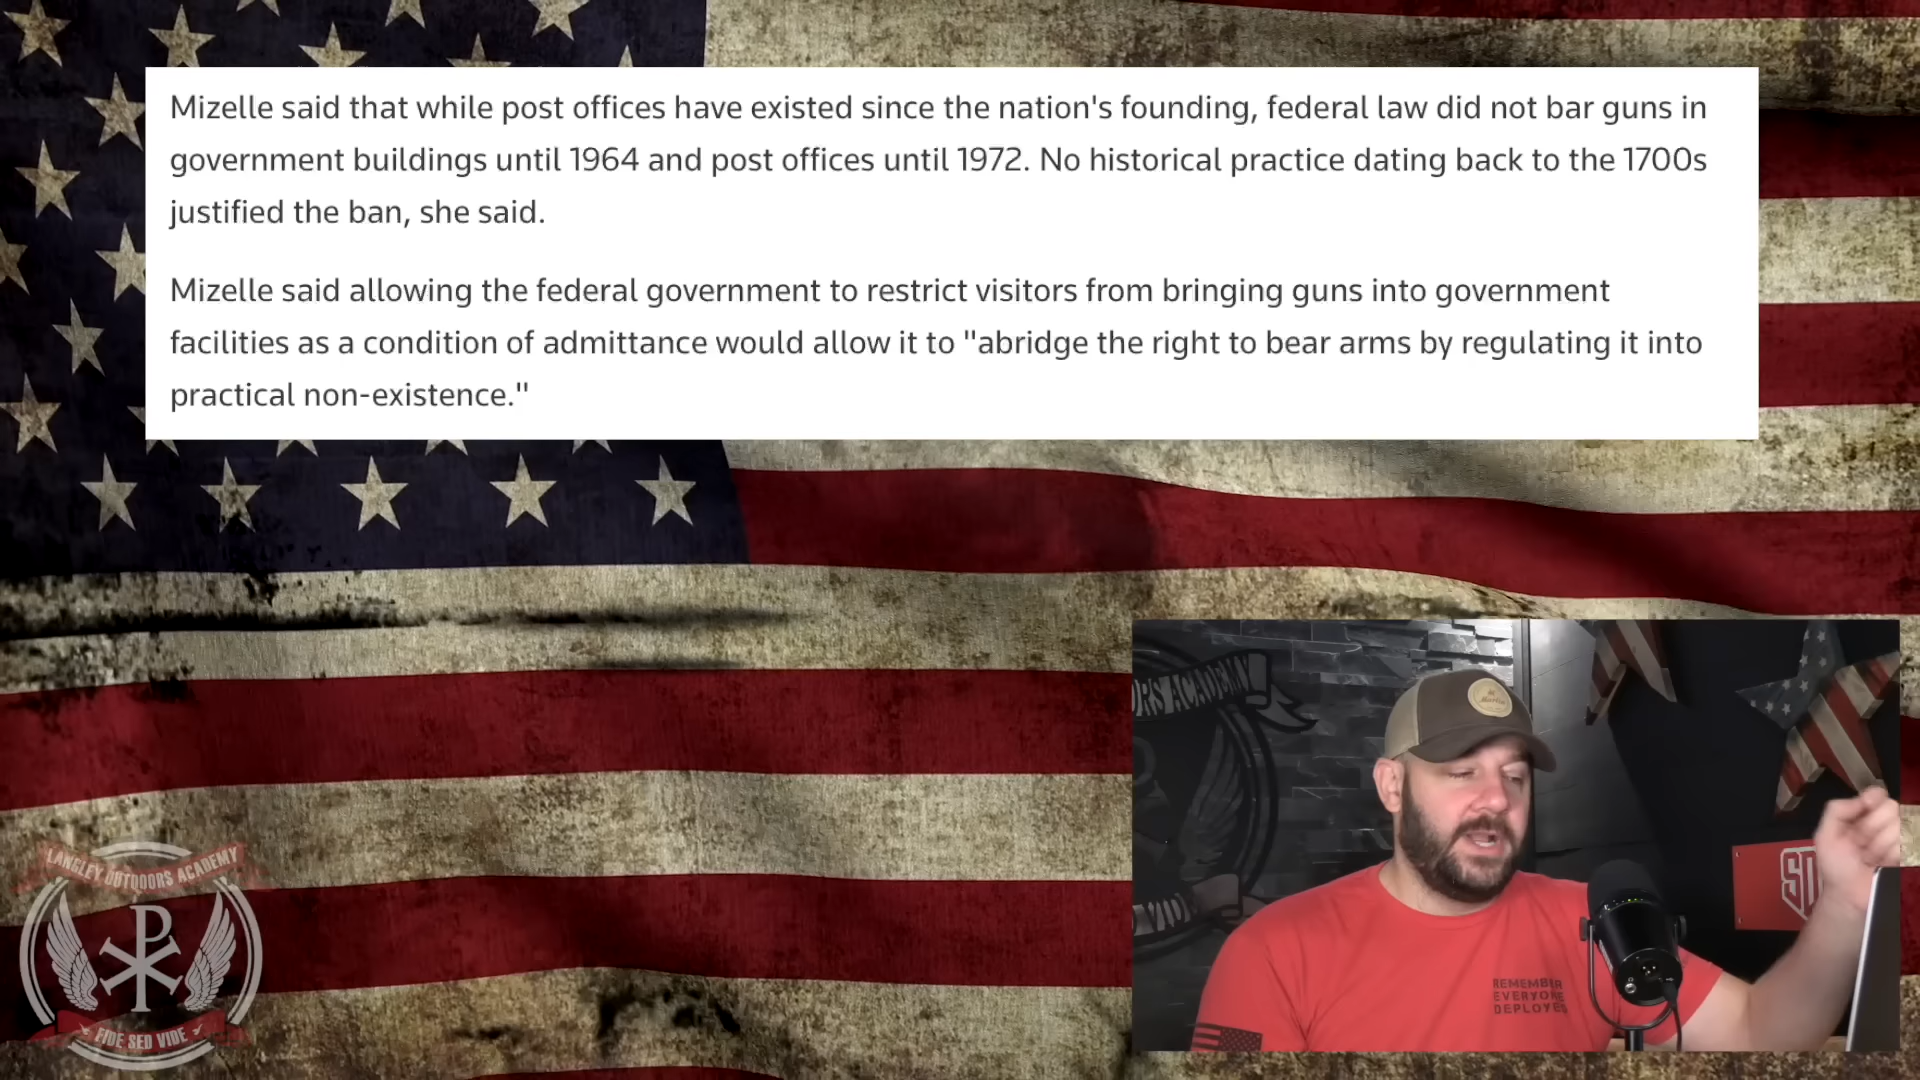 Mizelle said that while post offices have existed since the nation's founding, federal law did not bar guns in
government buildings until 1964 and post offices until 1972. No historical practice dating back to the 1700s
justified the ban, she said.
Mizelle said allowing the federal government to restrict visitors from bringing guns into government
facilities as a condition of admittance would allow it to "abridge the right to bear arms by regulating it into
practical non-existence."
ORS ACADEMY
REMEMBER
EVERYONE
DEPLOYED
LANGLEY OUTDOORS ACADEMY
FIDE SED VIDE